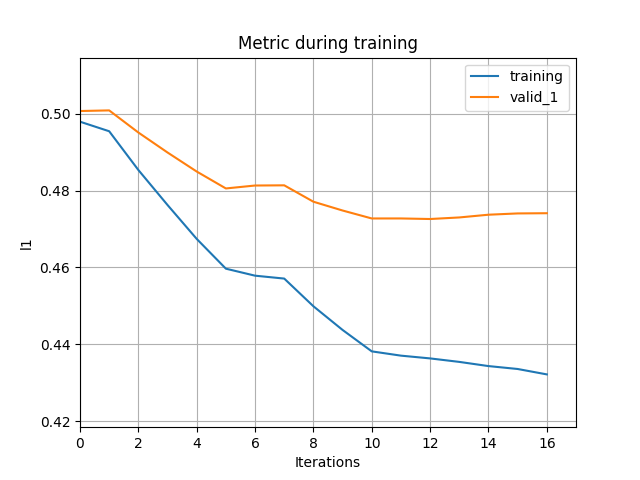 Metric during training
training
valid_1
0.50
0.48
0.46
0.44
0.42
l1
0 2 4 6 8 10 12 14 16
Iterations